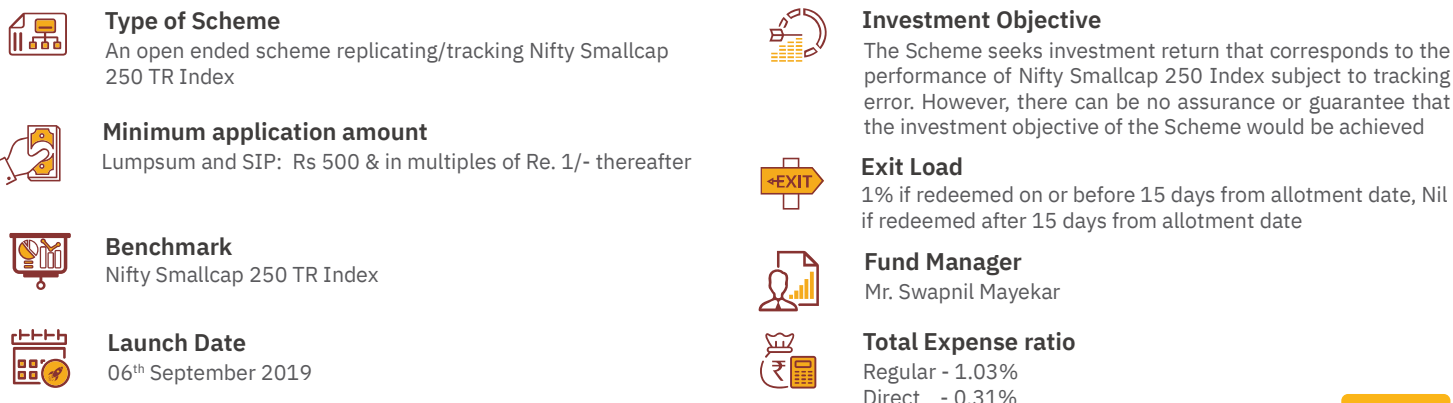 Type of Scheme
An open ended scheme replicating/tracking Nifty Smallcap
250 TR Index
Minimum application amount
Lumpsum and SIP: Rs 500 & in multiples of Re. 1/- thereafter
Benchmark
Nifty Smallcap 250 TR Index
Launch Date
06th September 2019
Investment Objective
The Scheme seeks investment return that corresponds to the
performance of Nifty Smallcap 250 Index subject to tracking
error. However, there can be no assurance or guarantee that
the investment objective of the Scheme would be achieved
EXIT
Exit Load
1% if redeemed on or before 15 days from allotment date, Nil
if redeemed after 15 days from allotment date
Fund Manager
Mr. Swapnil Mayekar
₹
Total Expense ratio
Regular - 1.03%
Direct - 0.31%